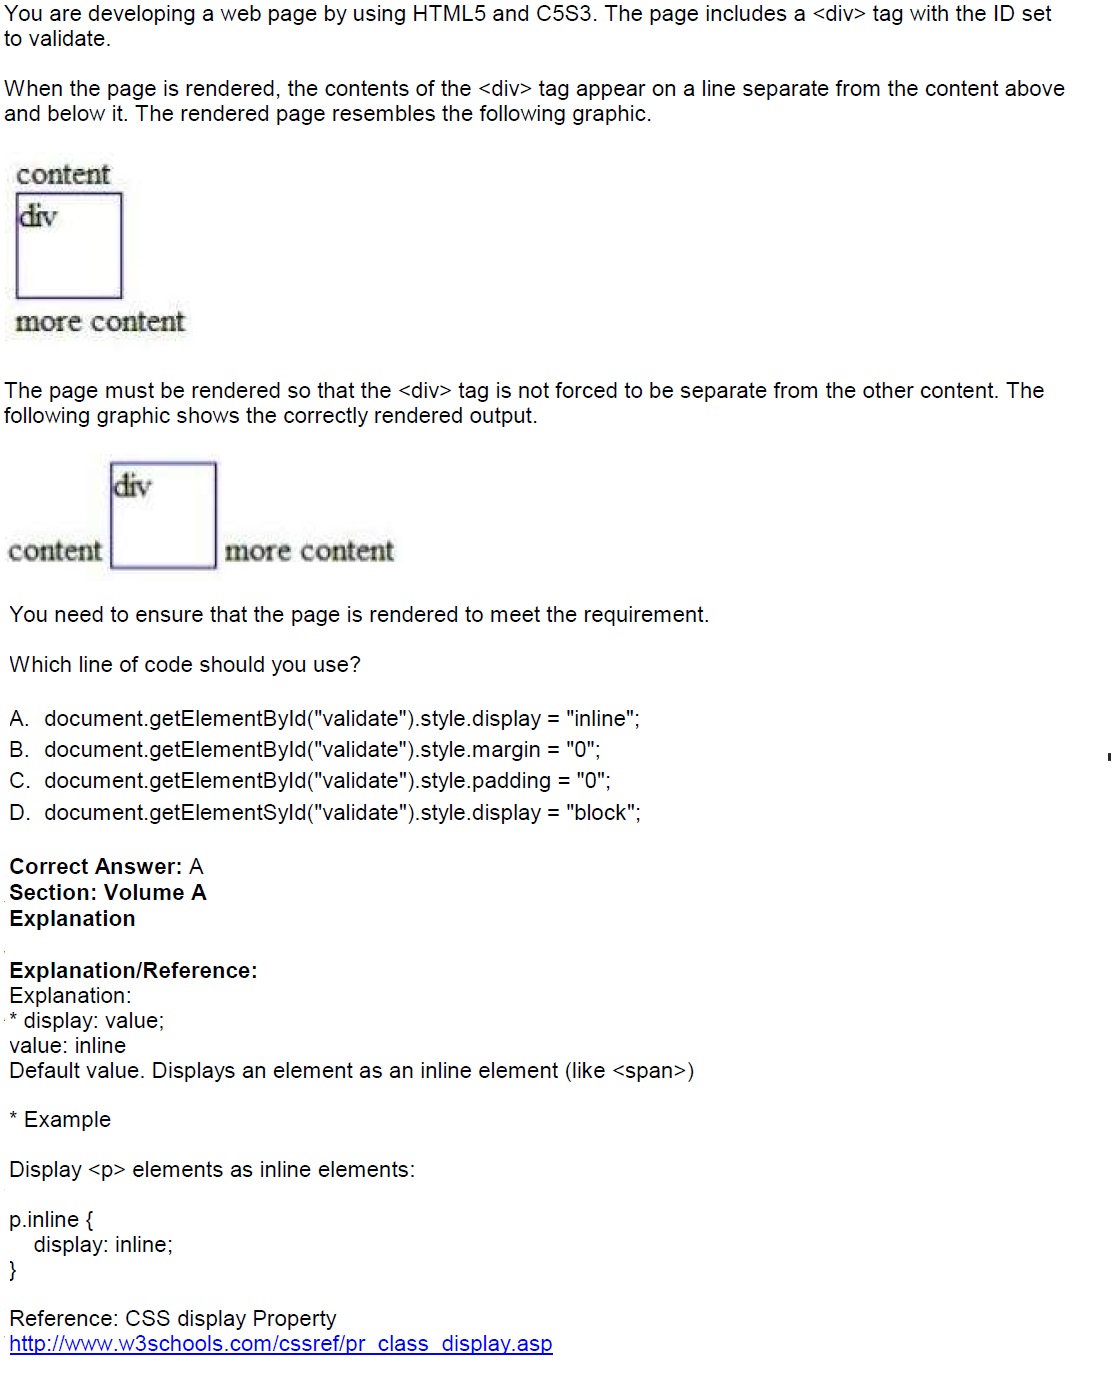 You are developing a web page by using HTML5 and C5S3. The page includes a <div> tag with the ID set
to validate.
When the page is rendered, the contents of the <div> tag appear on a line separate from the content above
and below it. The rendered page resembles the following graphic.
content
div
more content
The page must be rendered so that the <div> tag is not forced to be separate from the other content. The
following graphic shows the correctly rendered output.
div
content more content
You need to ensure that the page is rendered to meet the requirement.
Which line of code should you use?
A. document.getElementById("validate").style.display = "inline";
B. document.getElementById("validate").style.margin = "0";
C. document.getElementById("validate").style.padding = "0";
D. document.getElementSyId("validate").style.display = "block";
Correct Answer: A
Section: Volume A
Explanation
Explanation/Reference:
Explanation:
* display: value;
value: inline
Default value. Displays an element as an inline element (like <span>)
* Example
Display <p> elements as inline elements:
p.inline {
display: inline;
}
Reference: CSS display Property
http://www.w3schools.com/cssref/pr_class_display.asp